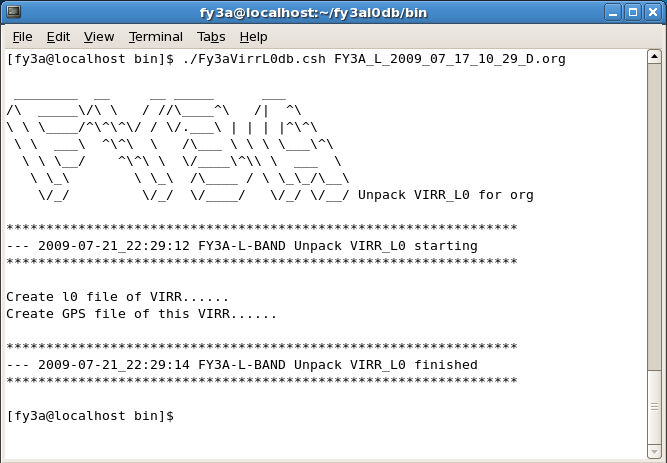 fy3a@localhost:~/fy3al0db/bin
File Edit View Terminal Tabs Help
[fy3a@localhost bin]$ ./Fy3aVirrL0db.csh FY3A_L_2009_07_17_10_29_D.org
 ________  __     __ _____      ___
/\  _____\/\ \   / //\____^\   /|  ^\
\ \ \____/^\^\^\/ / \/.___\ | | | |^\^\
 \ \  ___\  ^\^\  \   /\___ \ \ \ \___\^\
  \ \ \__/    ^\^\ \  \/____\^\\ \  ___  \
   \ \_\        \ \_\  /\____ / \ \_\_/\__\
    \/_/         \/_/  \/____/   \/_/ \/__/ Unpack VIRR_L0 for org
****************************************************************
--- 2009-07-21_22:29:12 FY3A-L-BAND Unpack VIRR_L0 starting
****************************************************************
Create l0 file of VIRR......
Create GPS file of this VIRR......
****************************************************************
--- 2009-07-21_22:29:14 FY3A-L-BAND Unpack VIRR_L0 finished
****************************************************************
[fy3a@localhost bin]$